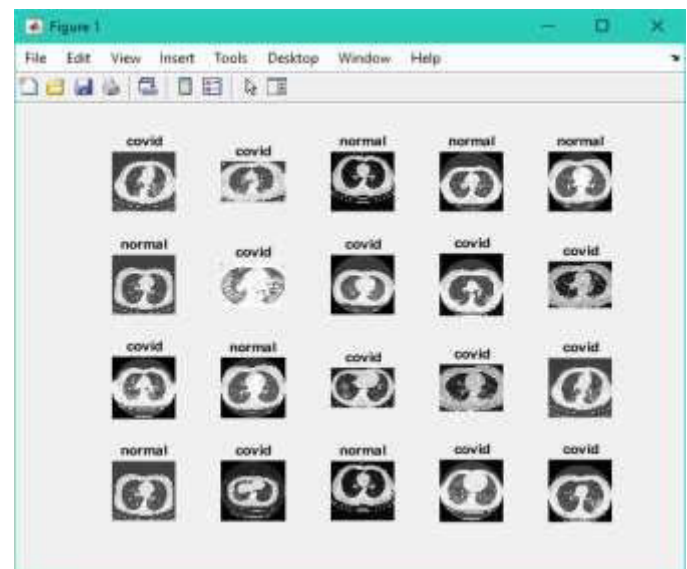 Figure 1
File Edit View Insert Tools Desktop Window Help
covid covid normal normal normal
normal covid covid covid covid
covid normal covid covid covid
normal covid normal covid covid